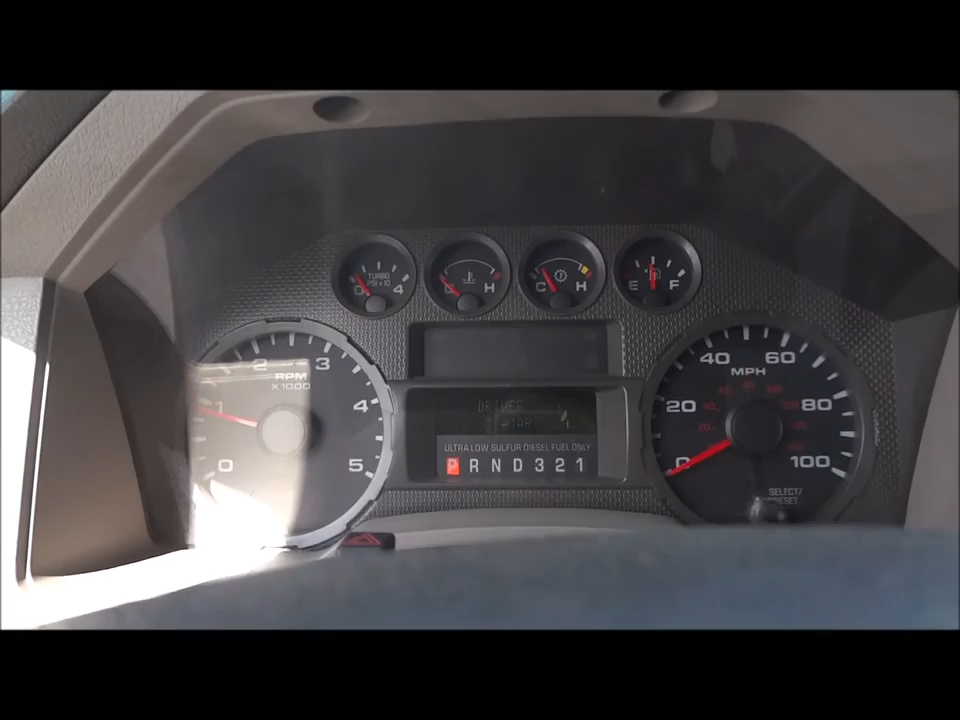 TURBO
PSI x 10
0 4
C H
C H
E F
0 1 2 3 4 5
RPM
X1000
0 20 40 60 80 100
MPH
DRIVER
ULTRA LOW SULFUR DIESEL FUEL ONLY
P R N D 3 2 1
SELECT/
RESET